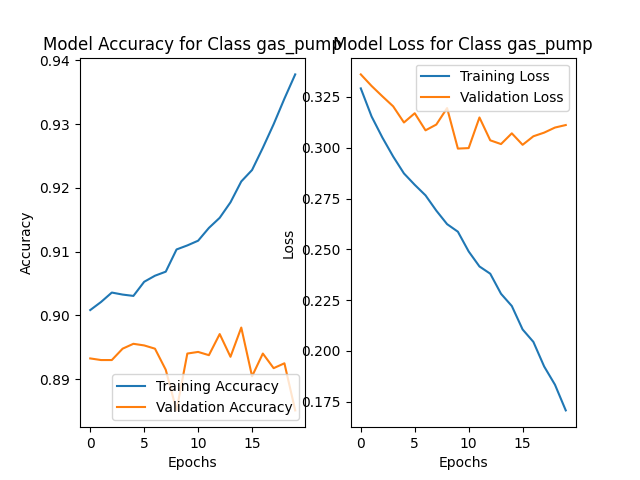 Model Accuracy for Class gas_pump
0.94
0.93
0.92
0.91
0.90
0.89
Accuracy
0
5
10
15
Epochs
Training Accuracy
Validation Accuracy
Model Loss for Class gas_pump
0.325
0.300
0.275
0.250
0.225
0.200
0.175
Loss
0
5
10
15
Epochs
Training Loss
Validation Loss